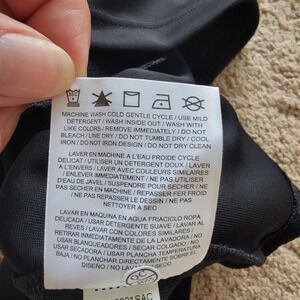 MACHINE WASH COLD GENTLE CYCLE / USE MILD
DETERGENT / WASH INSIDE OUT / WASH WITH
LIKE COLORS / REMOVE IMMEDIATELY / DO NOT
BLEACH / LINE DRY / DO NOT TUMBLE DRY / COOL
IRON / DO NOT IRON DESIGN / DO NOT DRY CLEAN
LAVER EN MACHINE A L'EAU FROIDE CYCLE
DELICAT / UTILISER UN DETERGENT DOUX / LAVER
A L'ENVERS / LAVER AVEC COULEURS SIMILAIRES
/ ENLEVER IMMEDIATEMENT / NE PAS UTILISER
D'EAU DE JAVEL / SUSPENDRE POUR SECHER / NE
PAS SECHER EN MACHINE / REPASSER FER FROID
/ NE PAS REPASSER LE DESSIN / NE PAS
NETTOYER A SEC
LAVAR EN MAQUINA EN AGUA FRIA/CICLO ROPA
DELICADA / USAR DETERGENTE SUAVE / LAVAR AL
REVES / LAVAR CON COLORES SIMILARES /
RETIRAR INMEDIATAMENTE DE LA LAVADORA / NO
USAR BLANQUEADORES / SECAR COLGADO / NO
USAR SECADORA / PLANCHAR TEMPERATURA
BAJA / NO PLANCHAR DIRECTAMENTE SOBRE EL
DISEÑO / NO LAVAR EN
QC